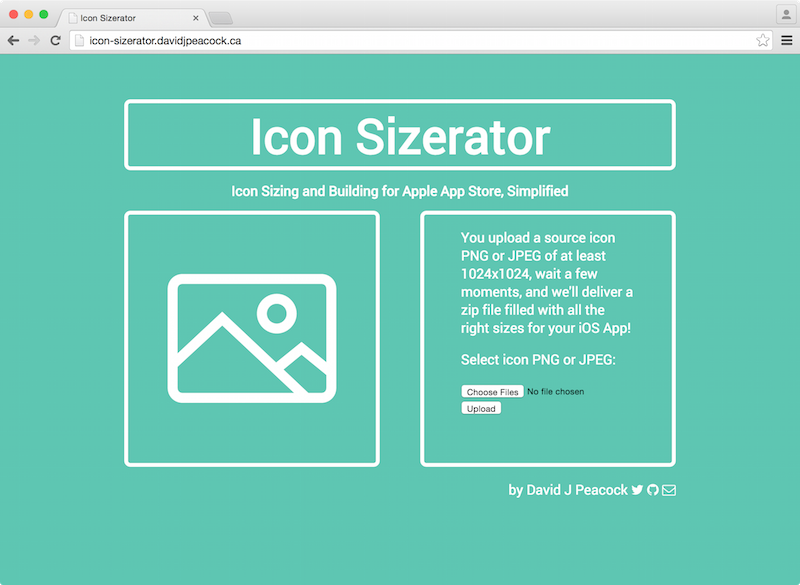 Icon Sizerator
icon-sizerator.davidjpeacock.ca
Icon Sizerator
Icon Sizing and Building for Apple App Store, Simplified
You upload a source icon
PNG or JPEG of at least
1024x1024, wait a few
moments, and we'll deliver a
zip file filled with all the
right sizes for your iOS App!
Select icon PNG or JPEG:
Choose Files No file chosen
Upload
by David J Peacock